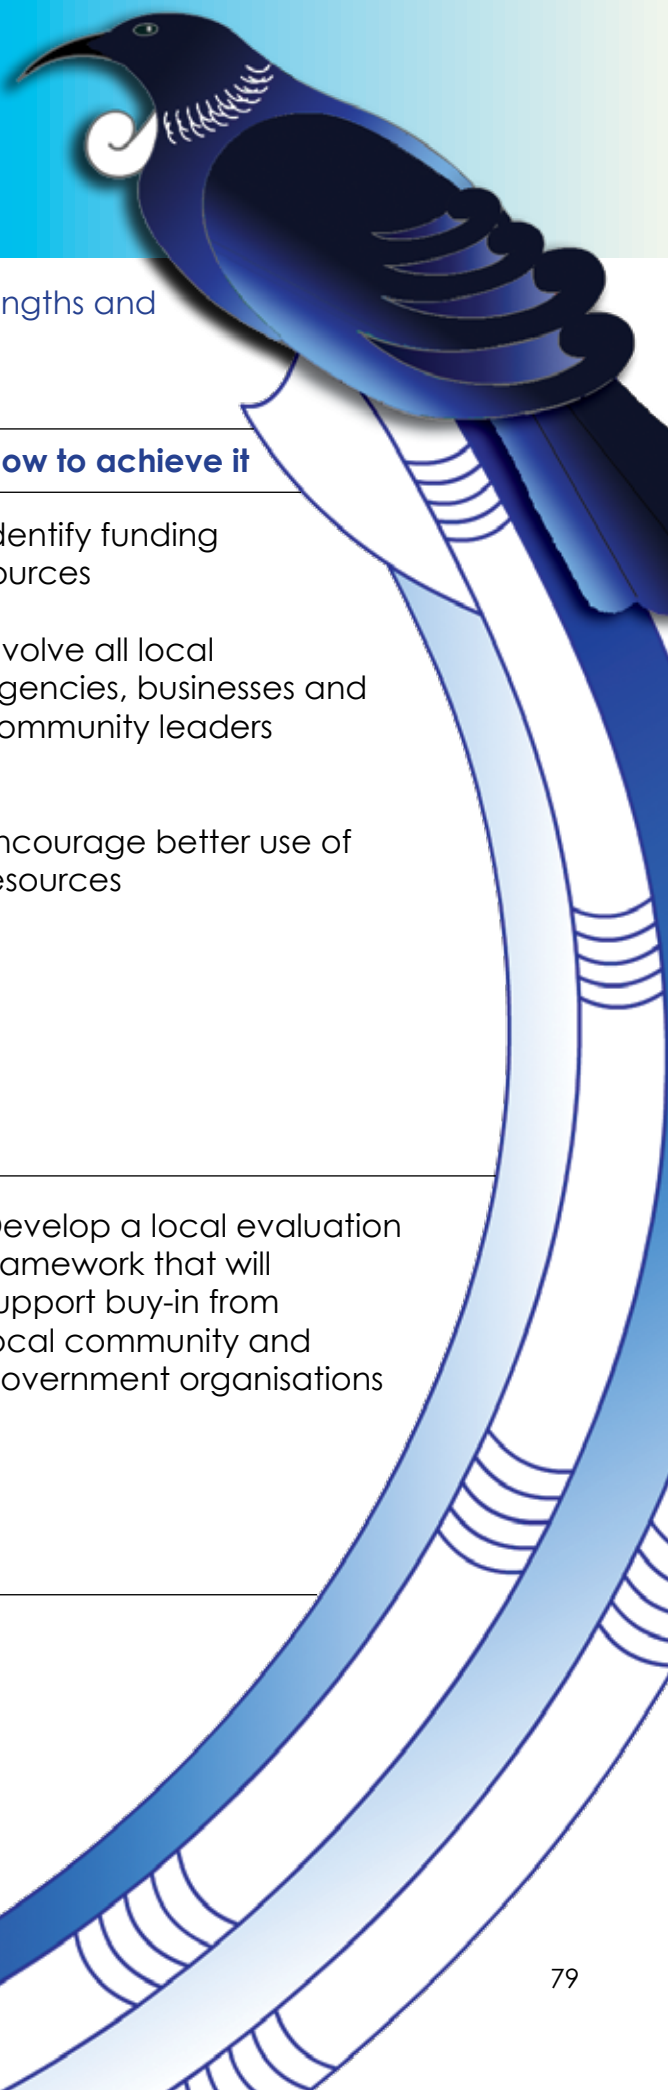 ngths and
ow to achieve it
dentify funding
ources
volve all local
gencies, businesses and
ommunity leaders
ncourage better use of
esources
evelop a local evaluation
amework that will
upport buy-in from
ocal community and
overnment organisations
79